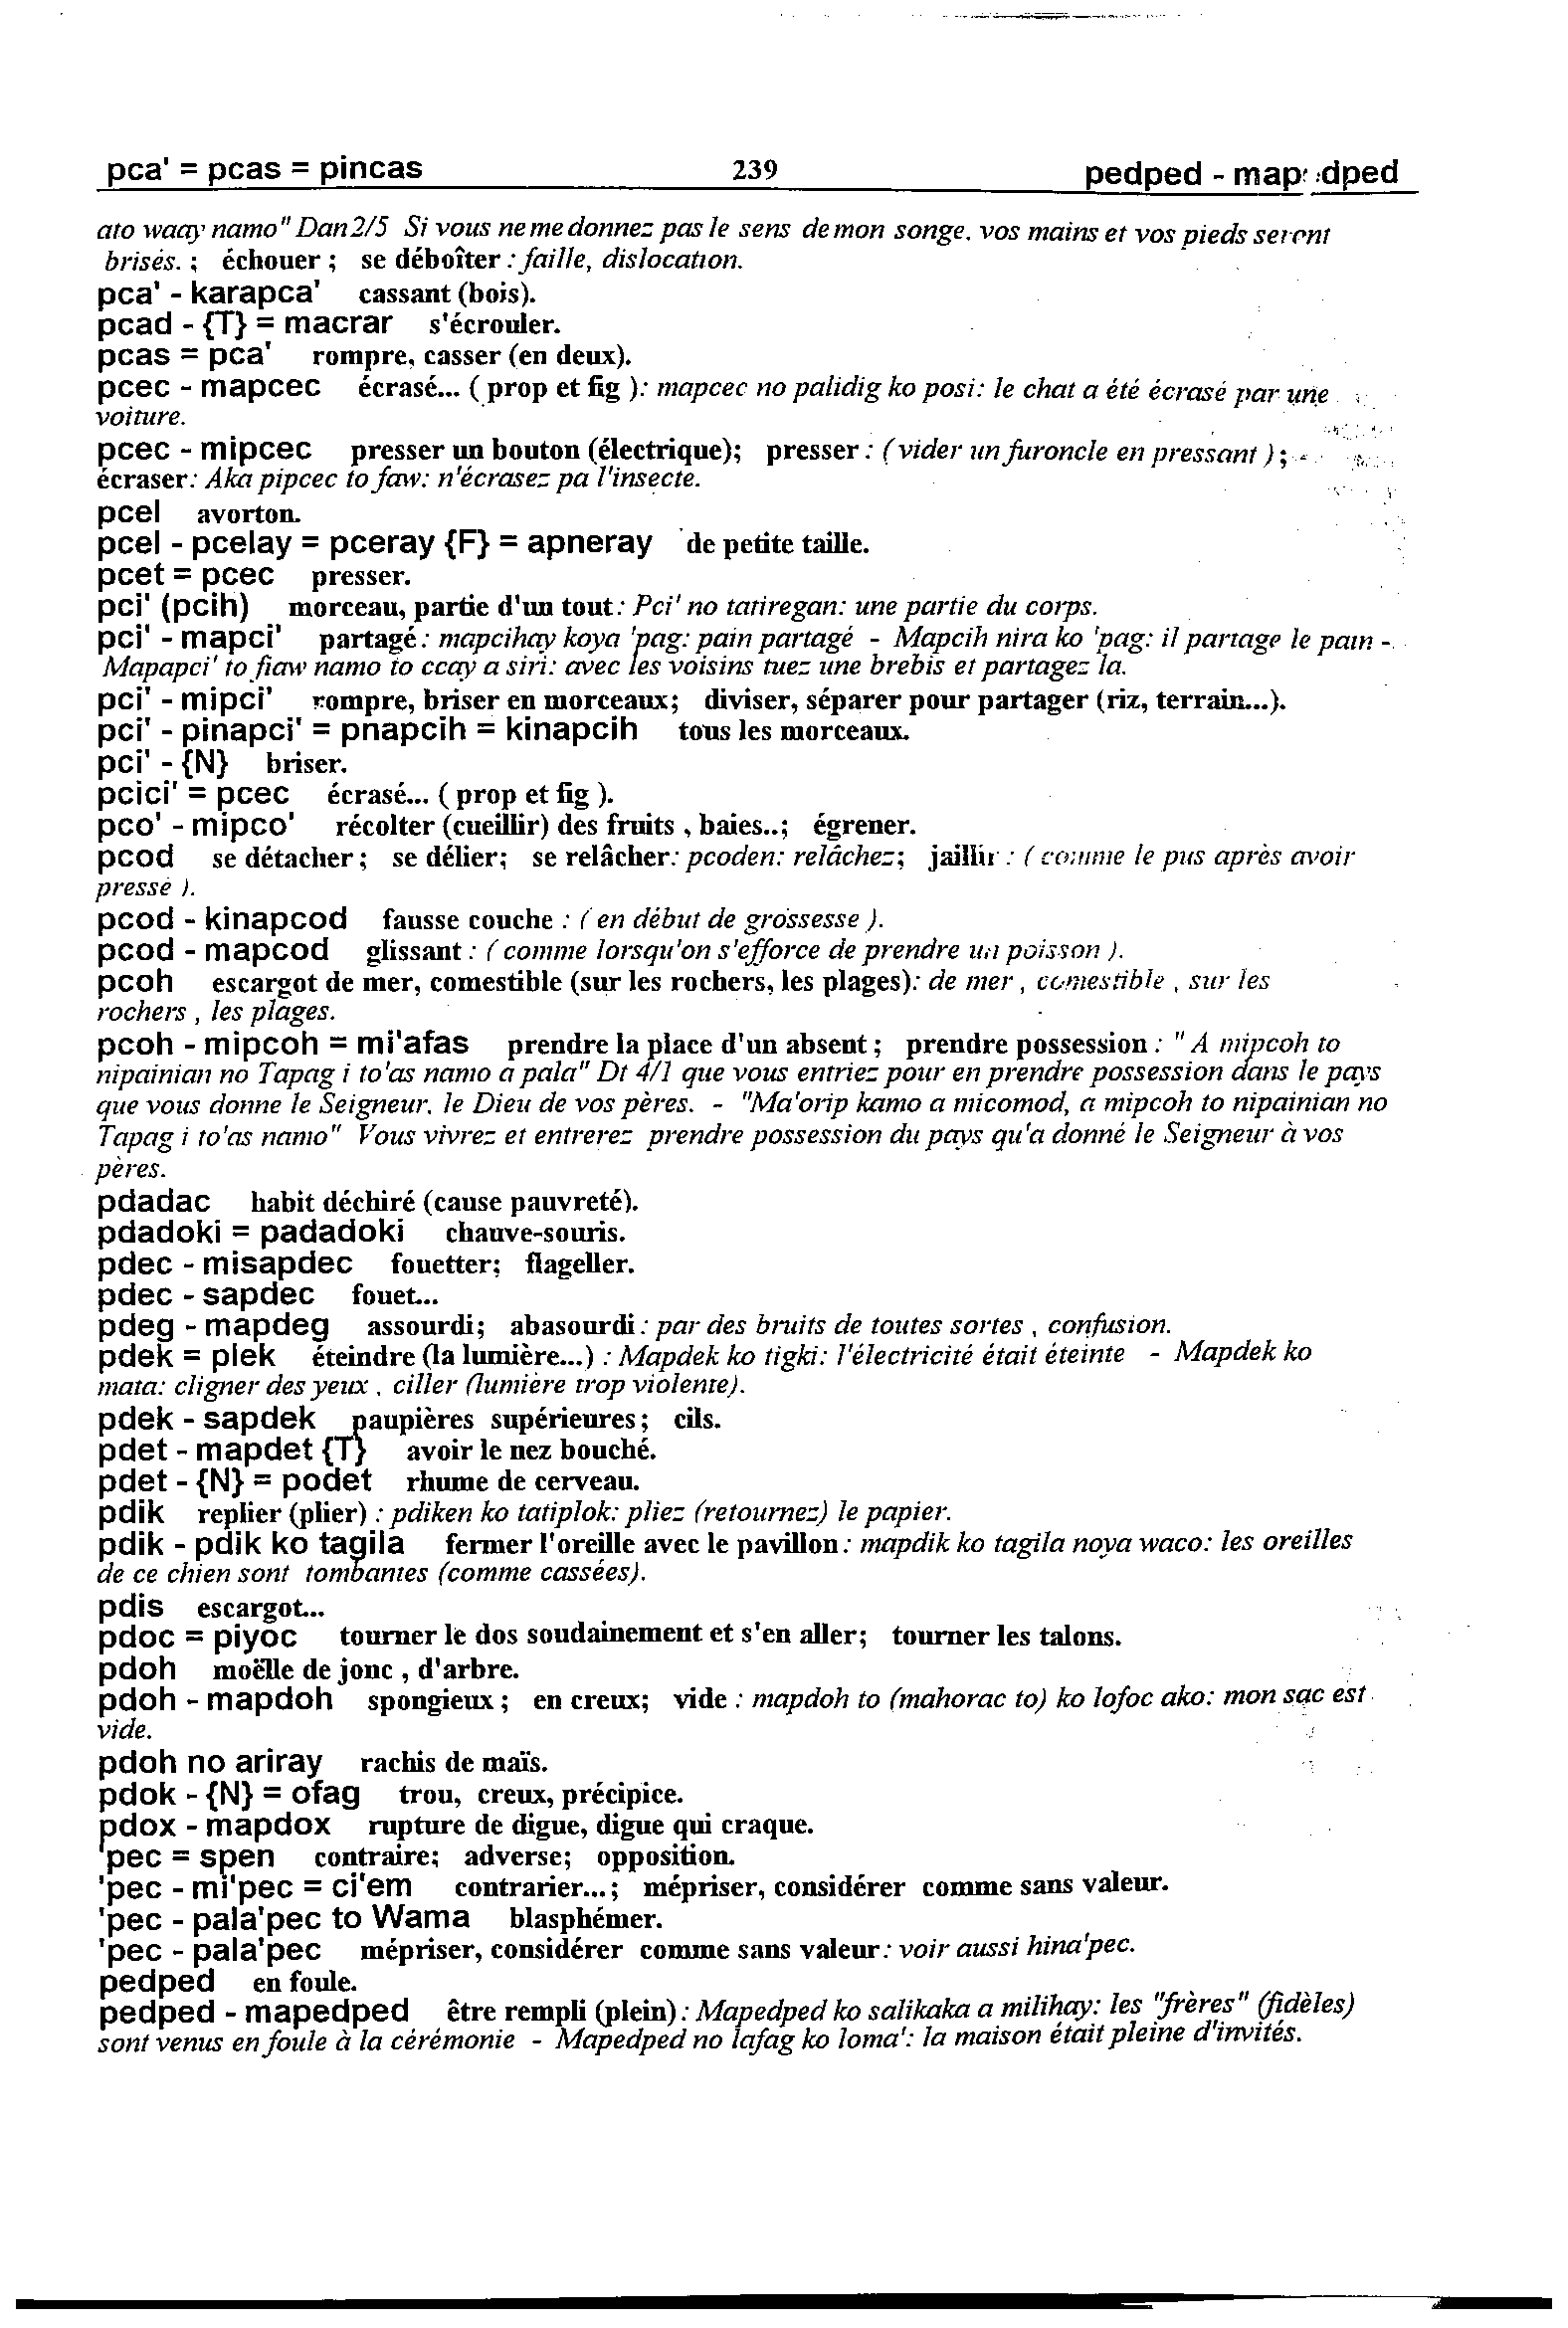 pca' = pcas = pincas 239 pedped - mapedped
ato waay namo" Dan2/5 Si vous ne me donnez pas le sens de mon songe. vos mains et vos pieds seront
brisés. ; échouer ; se déboîter : faille, dislocation.
pca' - karapca' cassant (bois).
pcad - {T} = macrar s'écrouler.
pcas = pca' rompre, casser (en deux).
pcec - mapcec écrasé... ( prop et fig ): mapcec no palidig ko posi: le chat a été écrasé par une
voiture.
pcec - mipcec presser un bouton (électrique); presser : ( vider un furoncle en pressant ) ;
écraser: Aka pipcec to faw: n'écrasez pa l'insecte.
pcel avorton.
pcel - pcelay = pceray {F} = apneray de petite taille.
pcet = pcec presser.
pci' (pcih) morceau, partie d'un tout: Pci' no tatiregan: une partie du corps.
pci' - mapci' partagé : mapcihay koya 'pag: pain partagé - Mapcih nira ko 'pag: il partage le pain -
Mapapci' to fiaw namo to ccay a siri: avec les voisins tuez une brebis et partagez la.
pci' - mipci' rompre, briser en morceaux; diviser, séparer pour partager (riz, terrain...).
pci' - pinapci' = pnapcih = kinapcih tous les morceaux.
pci' - {N} briser.
pcici' = pcec écrasé... ( prop et fig ).
pco' - mipco' récolter (cueillir) des fruits , baies..; égrener.
pcod se détacher ; se délier; se relâcher: pcoden: relâchez; jaillir : ( comme le pus après avoir
pressé ).
pcod - kinapcod fausse couche : ( en début de grossesse ).
pcod - mapcod glissant : ( comme lorsqu'on s'efforce de prendre un poisson ).
pcoh escargot de mer, comestible (sur les rochers, les plages): de mer , comestible , sur les
rochers , les plages.
pcoh - mipcoh = mi'afas prendre la place d'un absent ; prendre possession : " A mipcoh to
nipainian no Tapag i to'as namo a pala" Dt 4/1 que vous entriez pour en prendre possession dans le pays
que vous donne le Seigneur. le Dieu de vos pères. - "Ma'orip kamo a micomod, a mipcoh to nipainian no
Tapag i to'as namo" Vous vivrez et entrerez prendre possession du pays qu'a donné le Seigneur à vos
pères.
pdadac habit déchiré (cause pauvreté).
pdadoki = padadoki chauve-souris.
pdec - misapdec fouetter; flageller.
pdec - sapdec fouet...
pdeg - mapdeg assourdi; abasourdi : par des bruits de toutes sortes , confusion.
pdek = plek éteindre (la lumière...) : Mapdek ko tigki: l'électricité était éteinte - Mapdek ko
mata: cligner des yeux , ciller (lumière trop violente).
pdek - sapdek paupières supérieures ; cils.
pdet - mapdet {T} avoir le nez bouché.
pdet - {N} = podet rhume de cerveau.
pdik replier (plier) : pdiken ko tatiplok: pliez (retournez) le papier.
pdik - pdik ko tagila fermer l'oreille avec le pavillon : mapdik ko tagila noya waco: les oreilles
de ce chien sont tombantes (comme cassées).
pdis escargot...
pdoc = piyoc tourner le dos soudainement et s'en aller; tourner les talons.
pdoh moëlle de jonc , d'arbre.
pdoh - mapdoh spongieux ; en creux; vide : mapdoh to (mahorac to) ko lofoc ako: mon sac est
vide.
pdoh no ariray rachis de maïs.
pdok - {N} = ofag trou, creux, précipice.
pdox - mapdox rupture de digue, digue qui craque.
'pec = spen contraire; adverse; opposition.
'pec - mi'pec = ci'em contrarier... ; mépriser, considérer comme sans valeur.
'pec - pala'pec to Wama blasphémer.
'pec - pala'pec mépriser, considérer comme sans valeur : voir aussi hina'pec.
pedped en foule.
pedped - mapedped être rempli (plein) : Mapedped ko salikaka a milihay: les "frères" (fidèles)
sont venus en foule à la cérémonie - Mapedped no lafag ko loma': la maison était pleine d'invités.